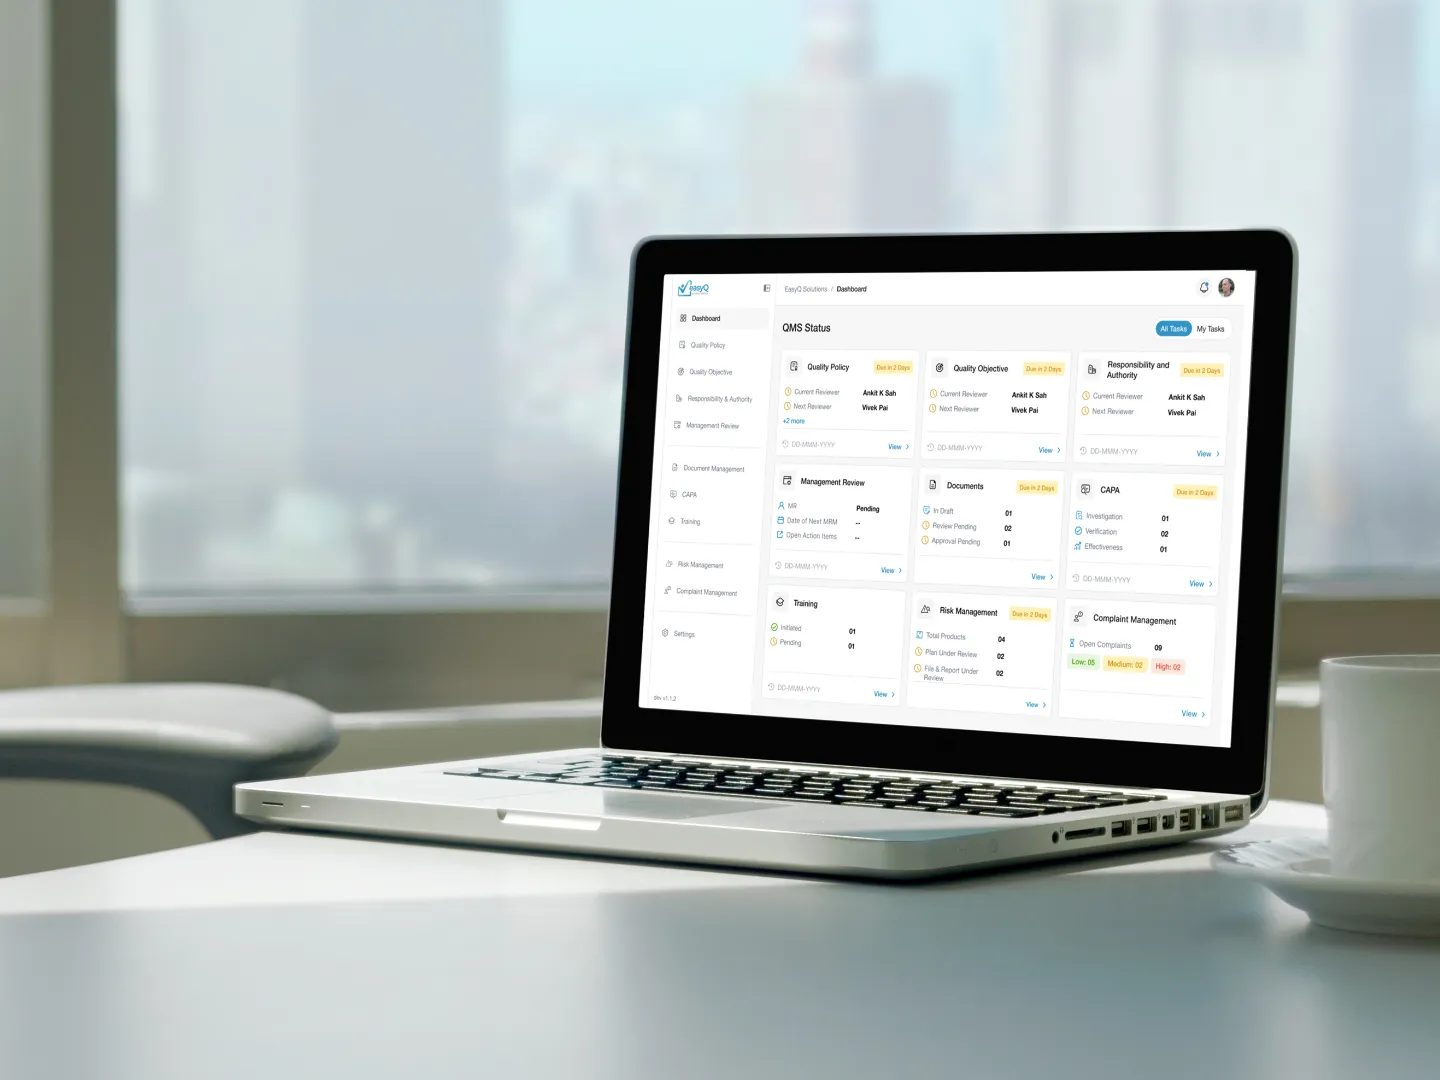 easyQ
EasyQ Solutions / Dashboard
Dashboard
Quality Policy
Quality Objective
Responsibility & Authority
Management Review
Document Management
CAPA
Training
Risk Management
Complaint Management
Settings
dev v1.1.2
QMS Status
All Tasks
My Tasks
Quality Policy
Due in 2 Days
Current Reviewer Ankit K Sah
Next Reviewer Vivek Pai
+2 more
DD-MMM-YYYY
View >
Quality Objective
Due in 2 Days
Current Reviewer Ankit K Sah
Next Reviewer Vivek Pai
DD-MMM-YYYY
View >
Responsibility and
Authority
Due in 2 Days
Current Reviewer Ankit K Sah
Next Reviewer Vivek Pai
DD-MMM-YYYY
View >
Management Review
MR Pending
Date of Next MRM --
Open Action Items --
DD-MMM-YYYY
View >
Documents
Due in 2 Days
In Draft 01
Review Pending 02
Approval Pending 01
View >
CAPA
Due in 2 Days
Investigation 01
Verification 02
Effectiveness 01
DD-MMM-YYYY
View >
Training
Initiated 01
Pending 01
DD-MMM-YYYY
View >
Risk Management
Due in 2 Days
Total Products 04
Plan Under Review 02
File & Report Under 02
Review
View >
Complaint Management
Open Complaints 09
Low: 05
Medium: 02
High: 02
View >